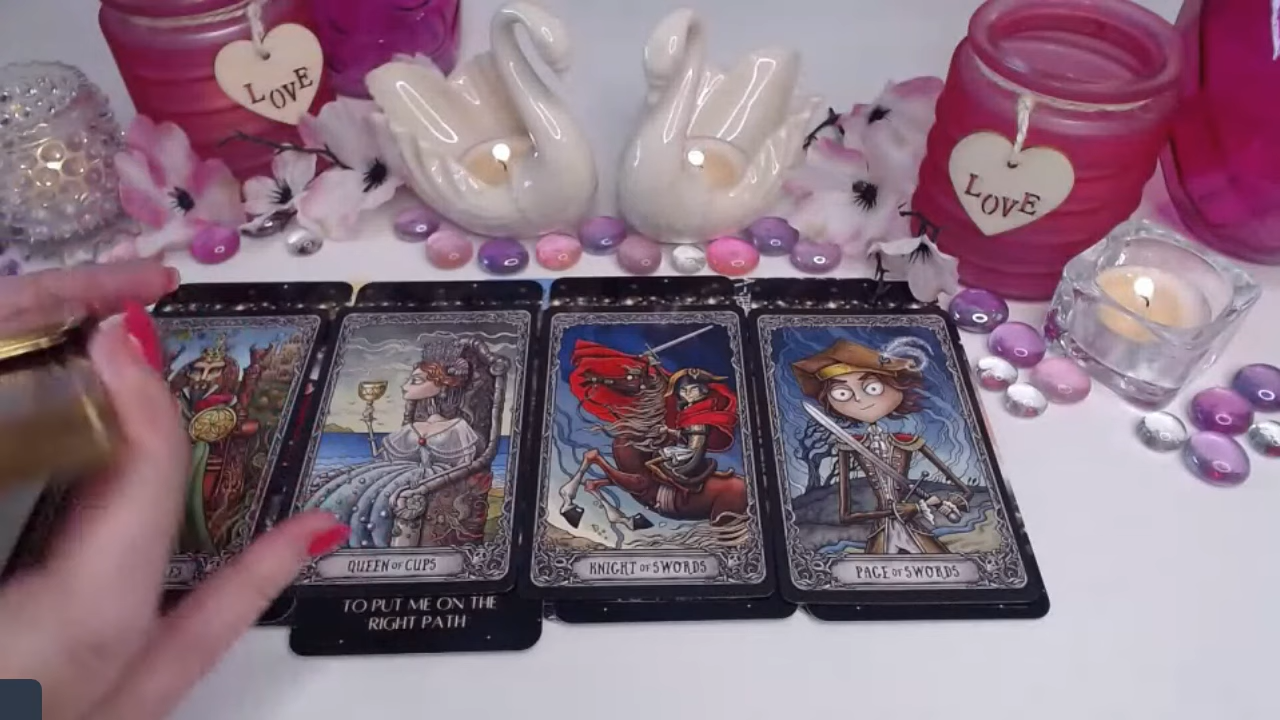 LOVE
LOVE
QUEEN OF CUPS
KNIGHT OF SWORDS
PAGE OF SWORDS
TO PUT ME ON THE
RIGHT PATH